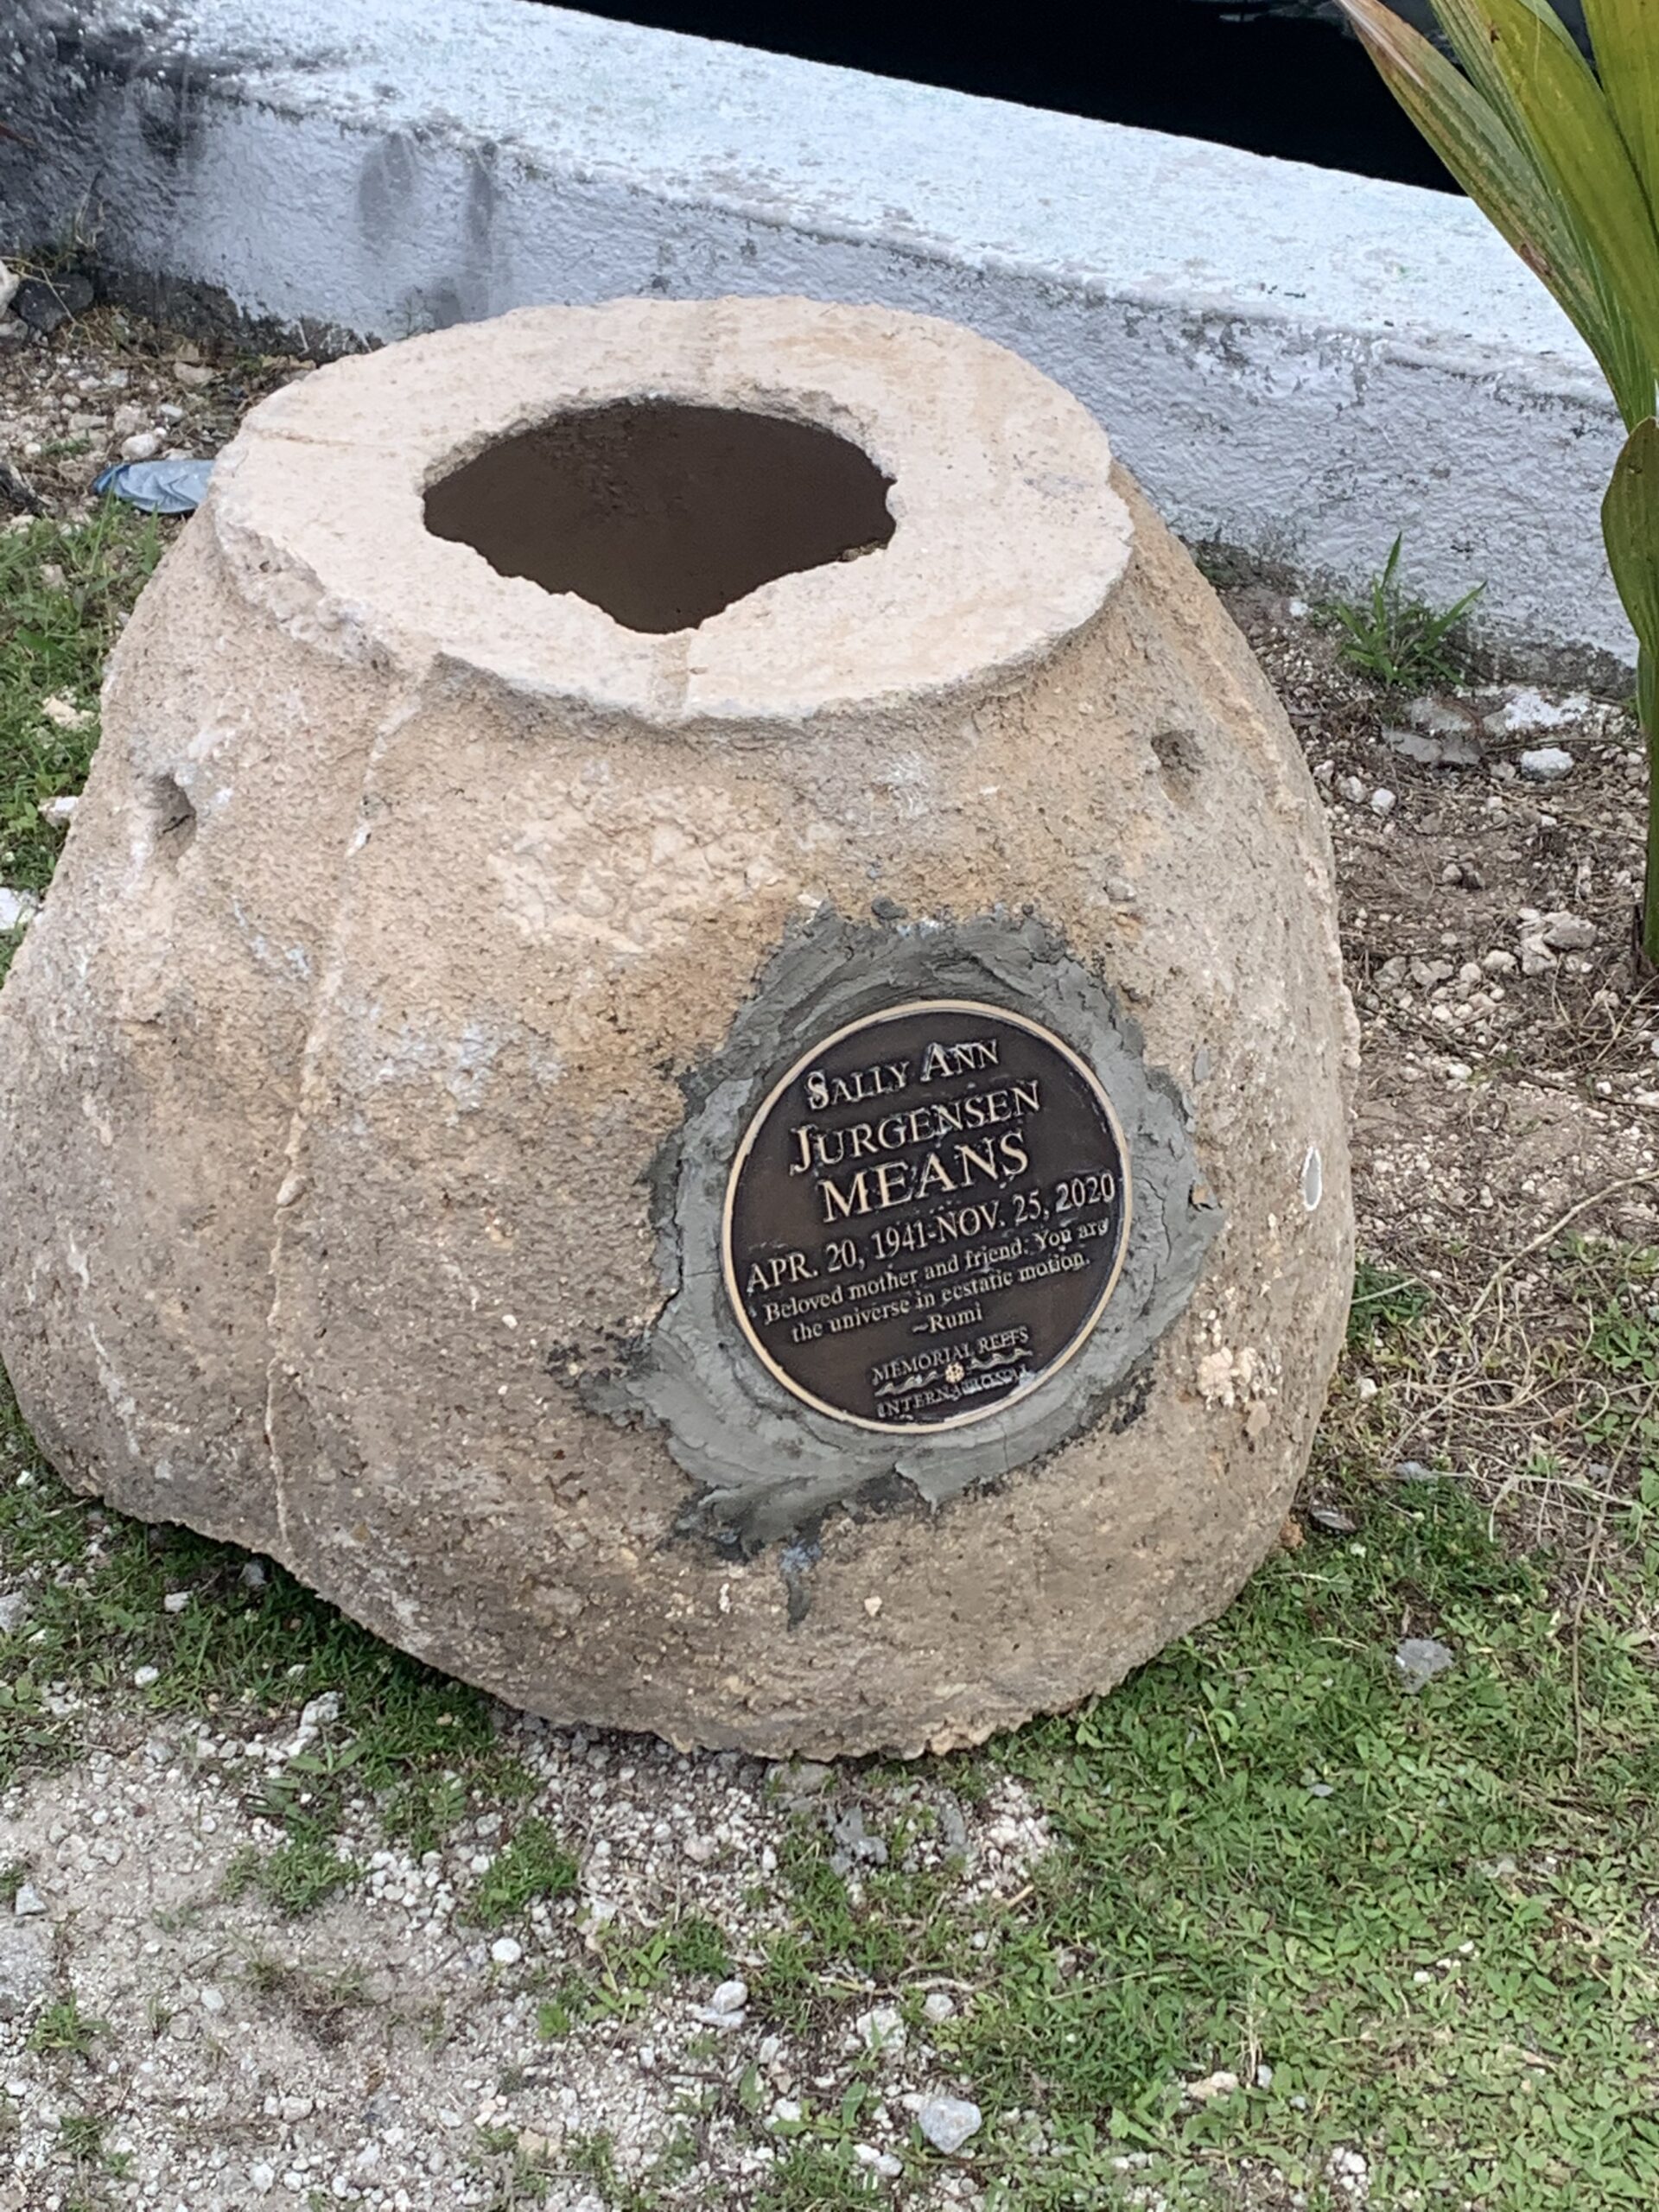 SALLY ANN
JURGENSEN
MEANS
APR. 20, 1941-NOV. 25, 2020
Beloved mother and friend. You are
the universe in ecstatic motion.
~Rumi
MEMORIAL REEFS
INTERNATIONAL